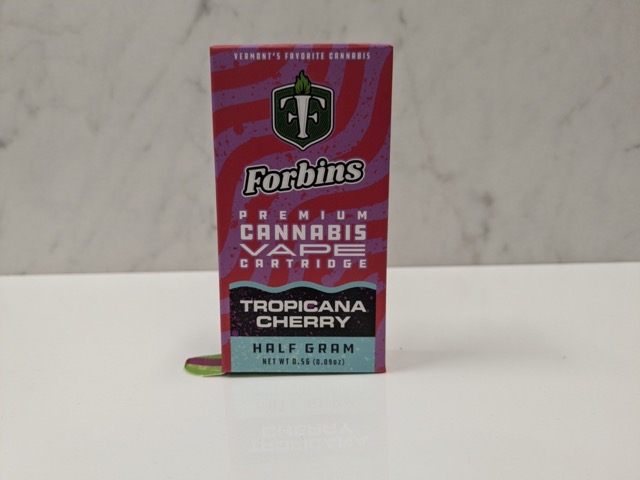 VERMONT'S FAVORITE CANNABIS
F
Forbins
PREMIUM
CANNABIS
VAPE
CARTRIDGE
TROPICANA
CHERRY
HALF GRAM
NET WT 0.5G (0.09oz)